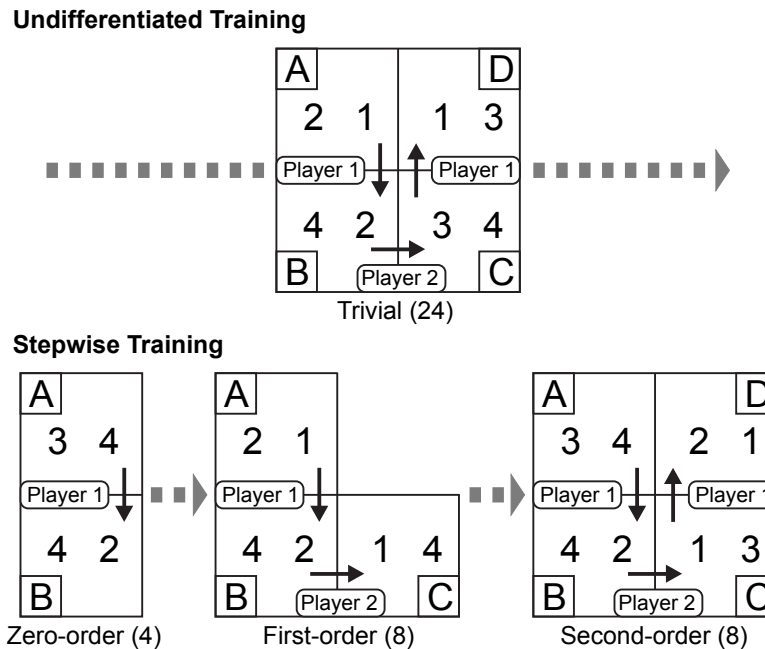 Undifferentiated Training
A D
2 1 1 3
Player 1 Player 1
4 2 3 4
B Player 2 C
Trivial (24)
Stepwise Training
A A A D
3 4 2 1 3 4 2 1
Player 1 Player 1 Player 1 Player 1
4 2 4 2 1 4 4 2 1 3
B B Player 2 C B Player 2 C
Zero-order (4) First-order (8) Second-order (8)